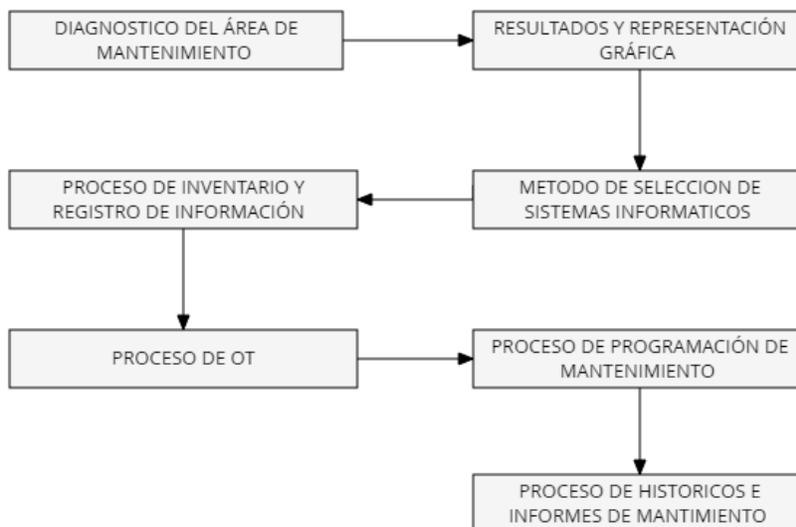 DIAGNOSTICO DEL ÁREA DE
MANTENIMIENTO
RESULTADOS Y REPRESENTACIÓN
GRÁFICA
METODO DE SELECCION DE
SISTEMAS INFORMATICOS
PROCESO DE INVENTARIO Y
REGISTRO DE INFORMACIÓN
PROCESO DE OT
PROCESO DE PROGRAMACIÓN DE
MANTENIMIENTO
PROCESO DE HISTORICOS E
INFORMES DE MANTIMIENTO